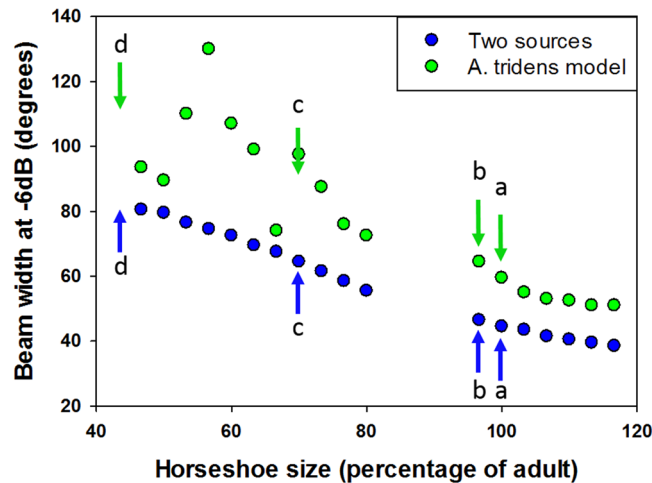 140
120
100
80
60
40
20
Beam width at -6dB (degrees)
Two sources
A. tridens model
d
c
b
a
d
c
b
a
40
60
80
100
120
Horseshoe size (percentage of adult)